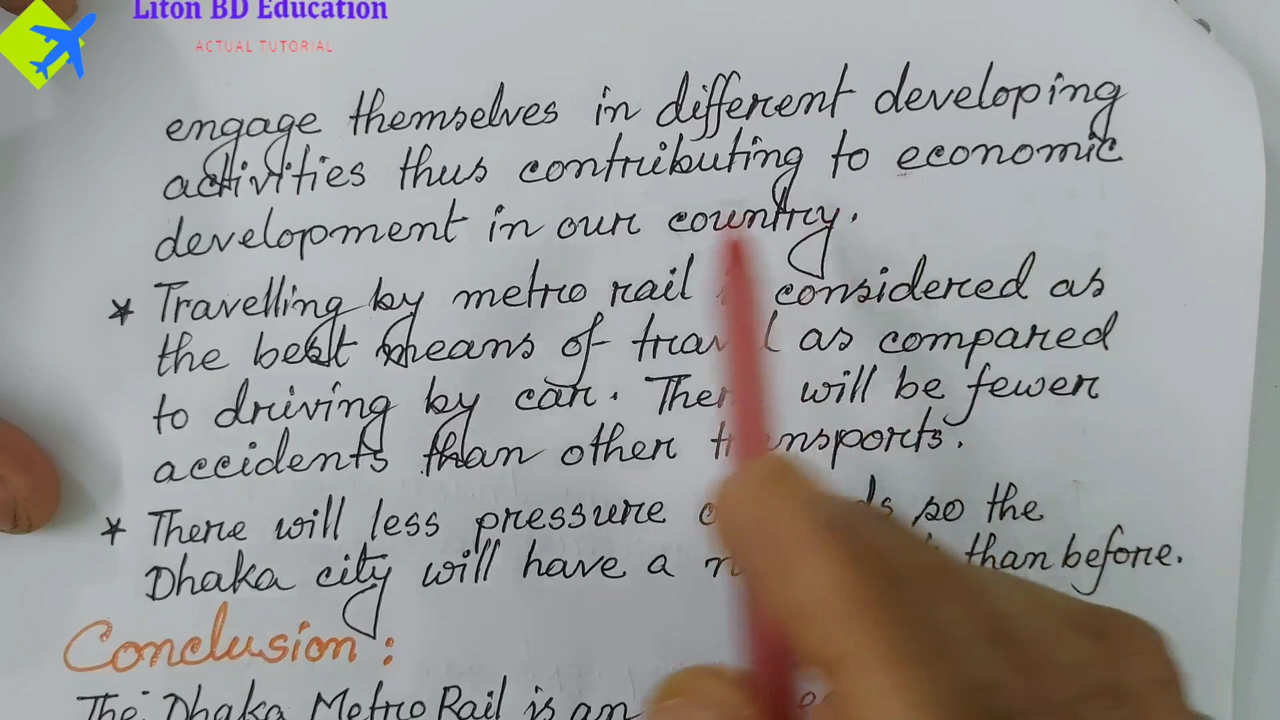 Liton BD Education
ACTUAL TUTORIAL
engage themselves in different developing
activities thus contributing to economic
development in our country.
* Travelling by metro rail considered as
the best means of travel as compared
to driving by car. There will be fewer
accidents than other transports.
* There will less pressure so the
Dhaka city will have a than before.
Conclusion:
The Dhaka Metro Rail is an